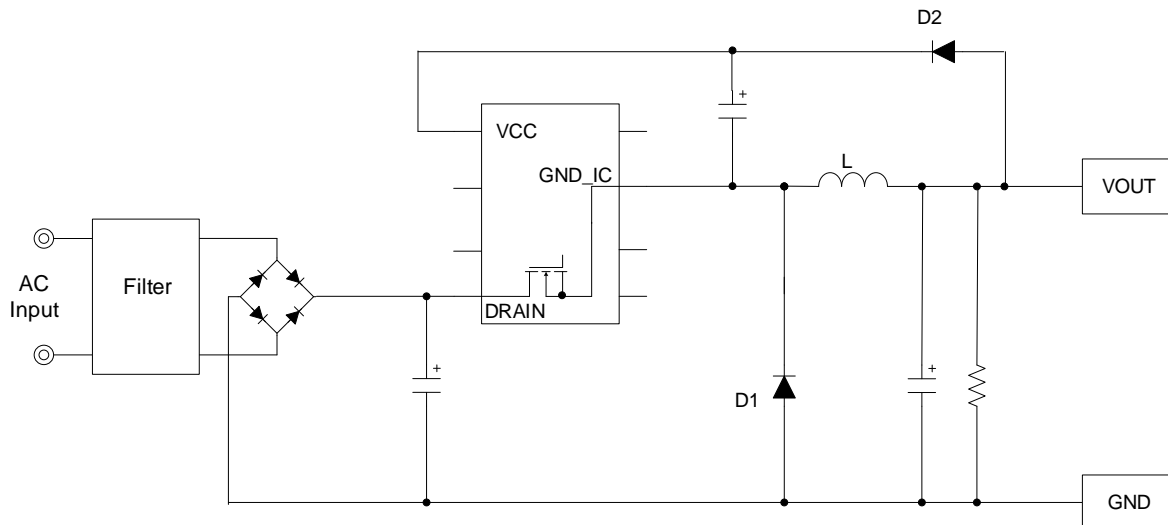 D2
VCC
GND_IC
L
VOUT
AC
Input
Filter
DRAIN
+
+
+
D1
GND